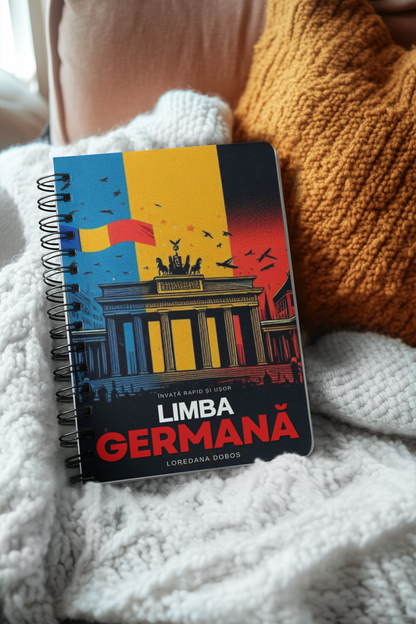 ÎNVAȚĂ RAPID ȘI UȘOR
LIMBA
GERMANĂ
LOREDANA DOBOS